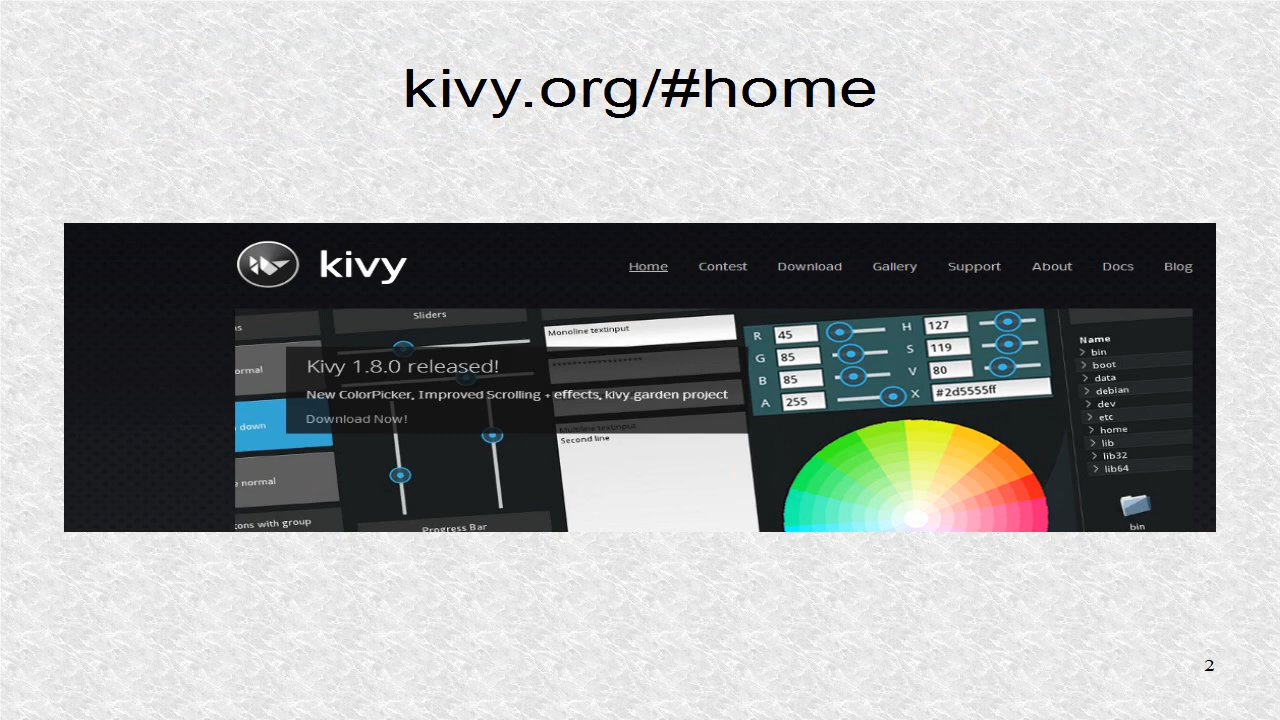 kivy.org/#home
kivy
Home Contest Download Gallery Support About Docs Blog
Sliders
Monoline textinput
Kivy 1.8.0 released!
New ColorPicker, Improved Scrolling + effects, kivy.garden project
Download Now!
Multiline textinput
Second line
down
normal
tons with group
Progress Bar
R 45 H 127
G 85 S 119
B 85 V 80
A 255 X #2d5555ff
Name
bin
boot
data
debian
dev
etc
home
lib
lib32
lib64
bin
2